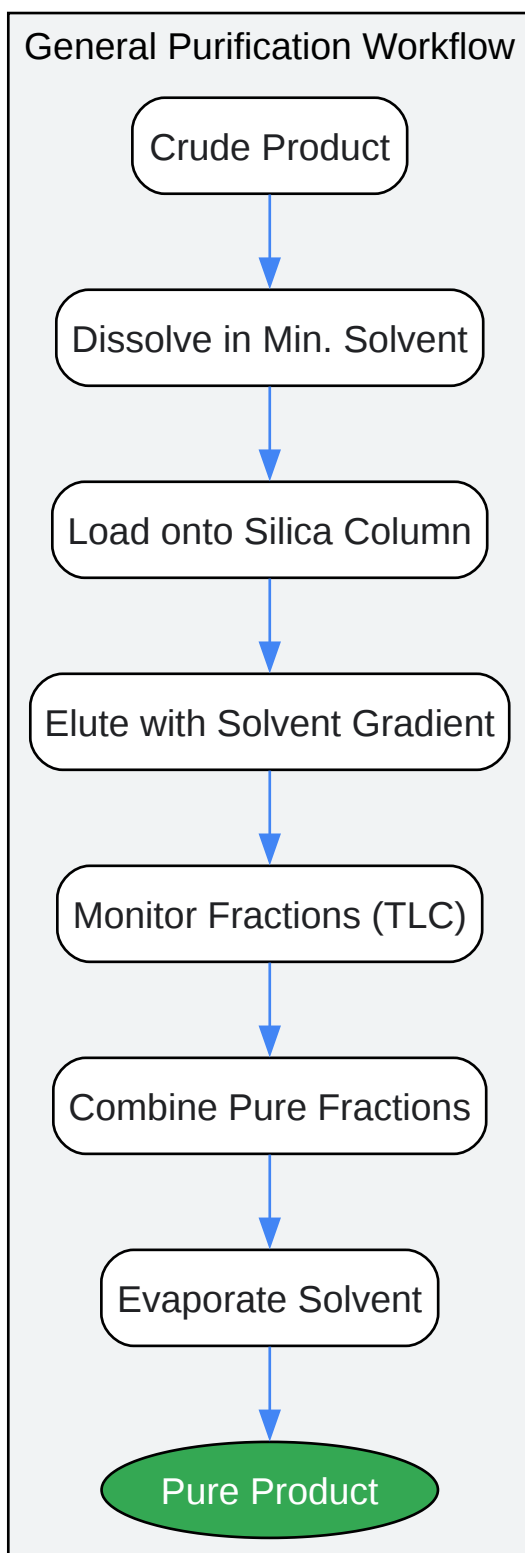 General Purification Workflow
Crude Product
Dissolve in Min. Solvent
Load onto Silica Column
Elute with Solvent Gradient
Monitor Fractions (TLC)
Combine Pure Fractions
Evaporate Solvent
Pure Product